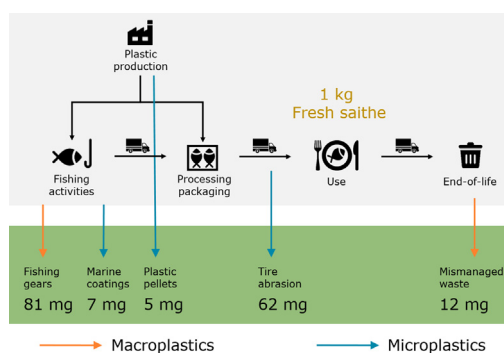 Plastic
production
1 kg
Fresh saithe
Fishing
activities
Processing
packaging
Use
End-of-life
Fishing
gears
81 mg
Marine
coatings
7 mg
Plastic
pellets
5 mg
Tire
abrasion
62 mg
Mismanaged
waste
12 mg
Macroplastics
Microplastics